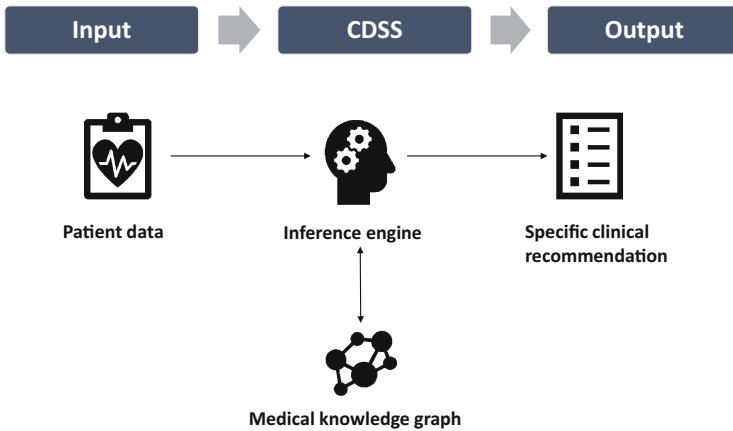 Input
CDSS
Output
Patient data
Inference engine
Specific clinical
recommendation
Medical knowledge graph